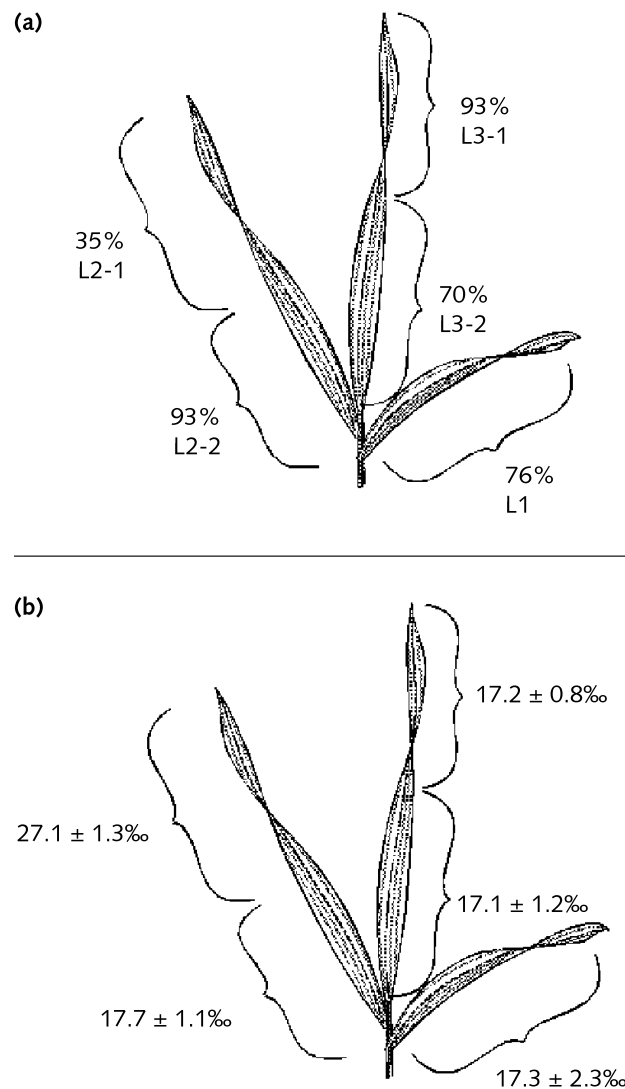 (a)
93%
L3-1
35%
L2-1
70%
L3-2
93%
L2-2
76%
L1
(b)
17.2 ± 0.8‰
27.1 ± 1.3‰
17.1 ± 1.2‰
17.7 ± 1.1‰
17.3 ± 2.3‰